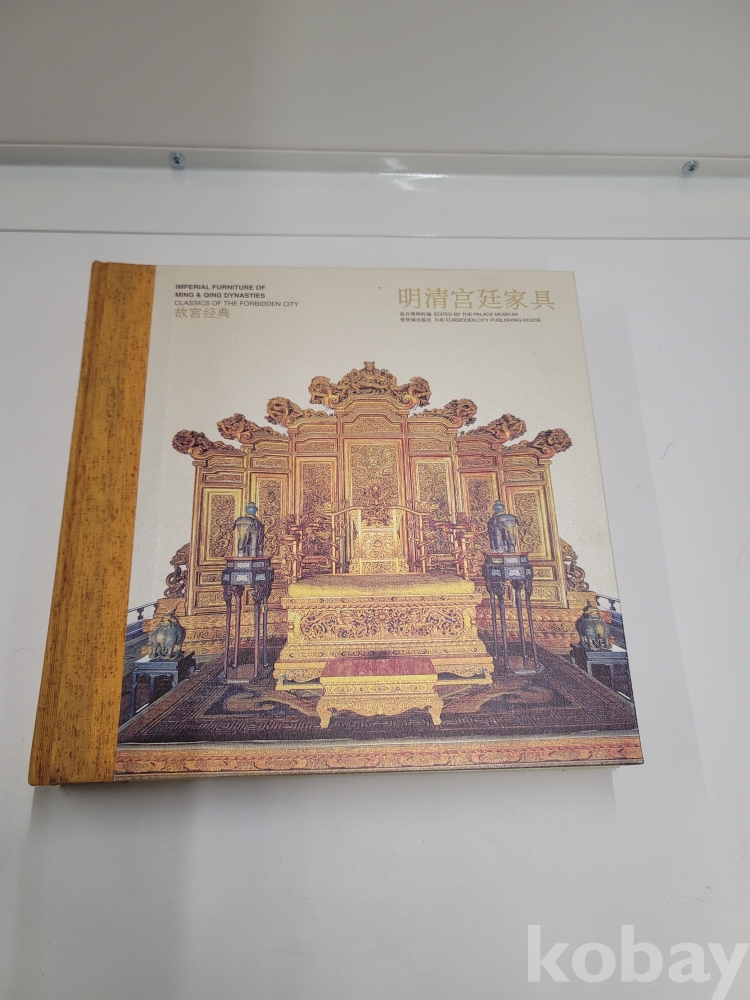 IMPERIAL FURNITURE OF
MING & QING DYNASTIES
CLASSICS OF THE FORBIDDEN CITY
故宫经典
明清宫廷家具
故宫博物院编 EDITED BY THE PALACE MUSEUM
紫禁城出版社 THE FORBIDDEN CITY PUBLISHING HOUSE
kobay